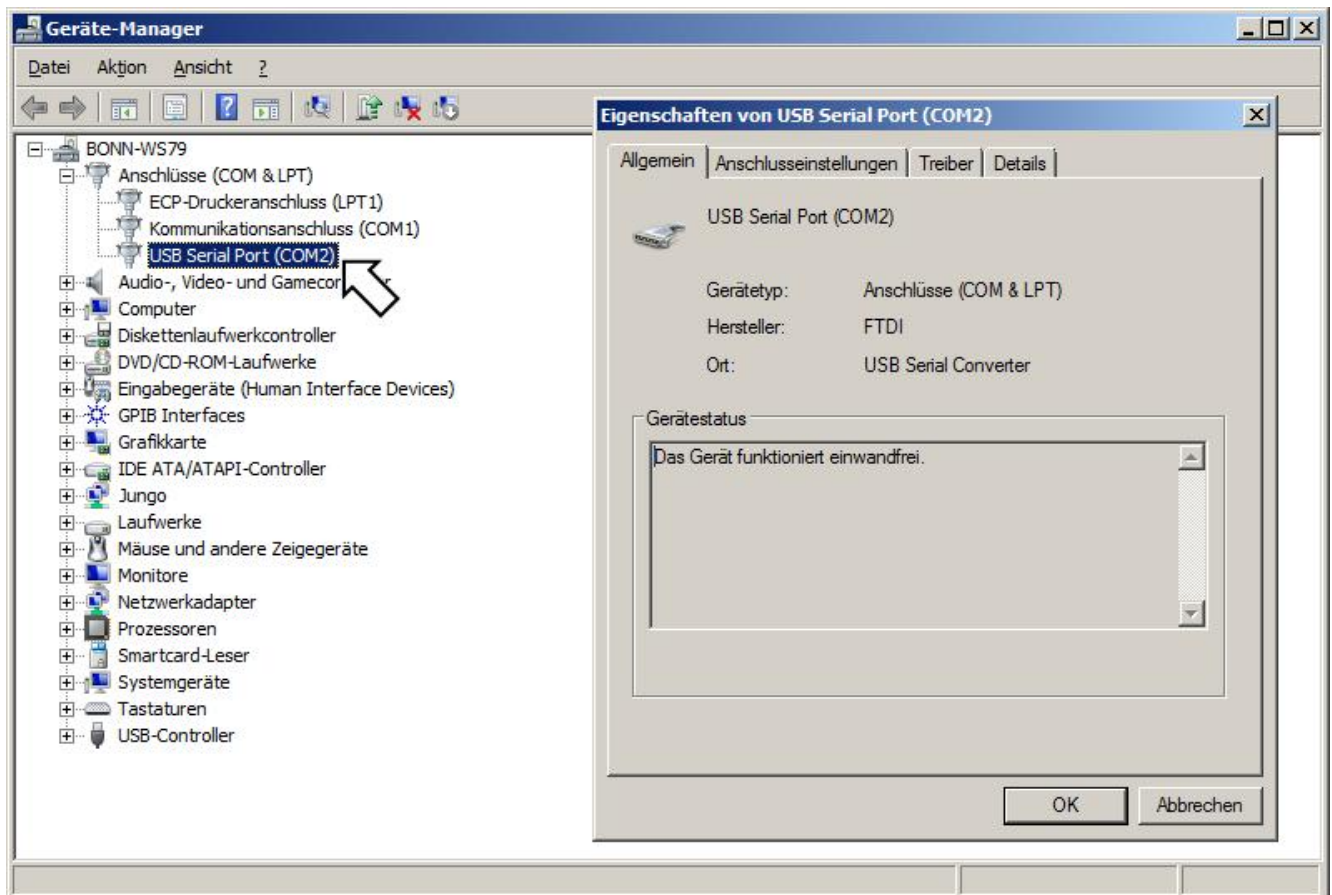 Geräte-Manager
Datei Aktion Ansicht ?
BONN-WS79
Anschlüsse (COM & LPT)
ECP-Druckeranschluss (LPT1)
Kommunikationsanschluss (COM1)
USB Serial Port (COM2)
Audio-, Video- und
Computer
Diskettenlaufwerkcontroller
DVD/CD-ROM-Laufwerke
Eingabegeräte (Human Interface Devices)
GPIB Interfaces
Grafikkarte
IDE ATA/ATAPI-Controller
Jungo
Laufwerke
Mäuse und andere Zeigegeräte
Monitore
Netzwerkadapter
Prozessoren
Smartcard-Leser
Systemgeräte
Tastaturen
USB-Controller
Eigenschaften von USB Serial Port (COM2)
Allgemein Anschlusseinstellungen Treiber Details
USB Serial Port (COM2)
Gerätetyp: Anschlüsse (COM & LPT)
Hersteller: FTDI
Ort: USB Serial Converter
Gerätestatus
Das Gerät funktioniert einwandfrei.
OK Abbrechen